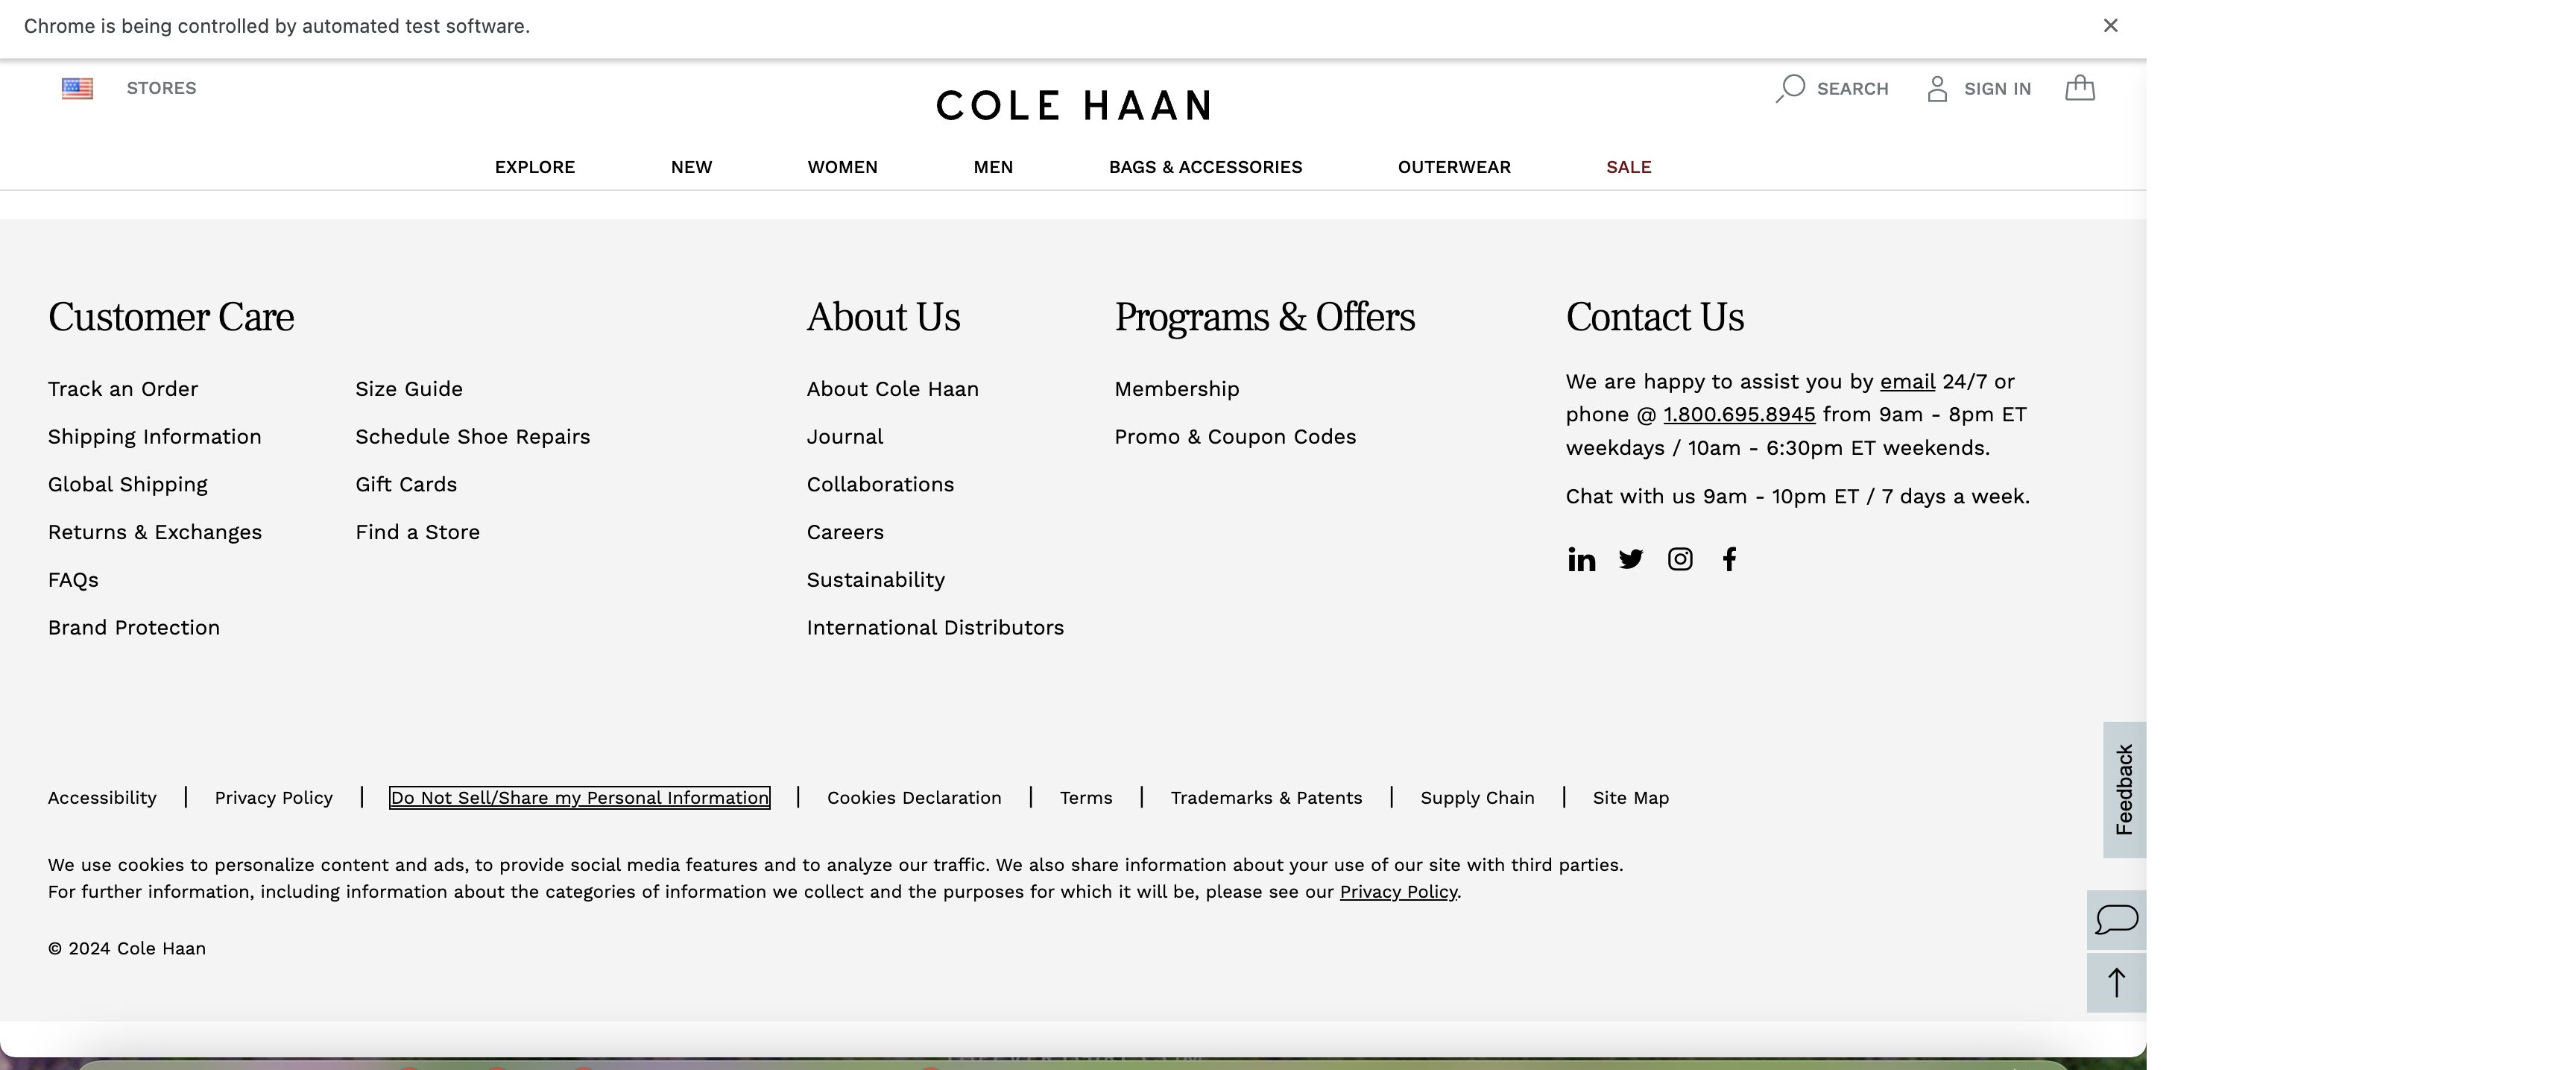 Chrome is being controlled by automated test software.
STORES
COLE HAAN
SEARCH
SIGN IN
EXPLORE
NEW
WOMEN
MEN
BAGS & ACCESSORIES
OUTERWEAR
SALE
Customer Care
Track an Order
Shipping Information
Global Shipping
Returns & Exchanges
FAQs
Brand Protection
Size Guide
Schedule Shoe Repairs
Gift Cards
Find a Store
About Us
About Cole Haan
Journal
Collaborations
Careers
Sustainability
International Distributors
Programs & Offers
Membership
Promo & Coupon Codes
Contact Us
We are happy to assist you by email 24/7 or
phone @ 1.800.695.8945 from 9am - 8pm ET
weekdays / 10am - 6:30pm ET weekends.
Chat with us 9am - 10pm ET / 7 days a week.
Feedback
Accessibility | Privacy Policy | Do Not Sell/Share my Personal Information | Cookies Declaration | Terms | Trademarks & Patents | Supply Chain | Site Map
We use cookies to personalize content and ads, to provide social media features and to analyze our traffic. We also share information about your use of our site with third parties.
For further information, including information about the categories of information we collect and the purposes for which it will be, please see our Privacy Policy.
© 2024 Cole Haan